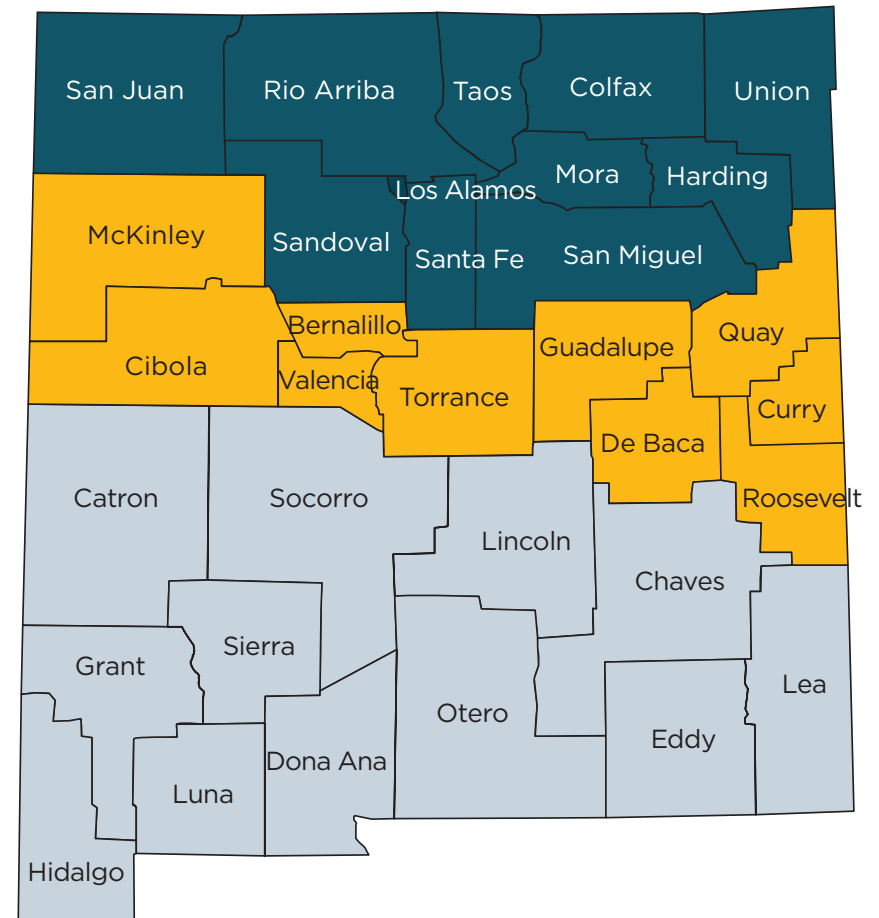 San Juan
Rio Arriba
Taos
Colfax
Union
Los Alamos
Mora
Harding
McKinley
Sandoval
Santa Fe
San Miguel
Bernalillo
Guadalupe
Quay
Cibola
Valencia
Torrance
Curry
De Baca
Catron
Socorro
Roosevelt
Lincoln
Chaves
Sierra
Grant
Lea
Otero
Eddy
Dona Ana
Luna
Hidalgo